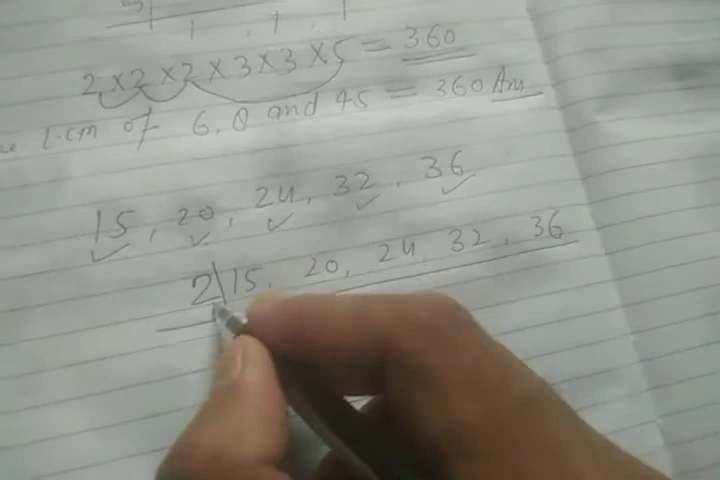 2×2×2×3×3×5 = 360
L.cm of 6,8 and 45 = 360 Ans
15, 20, 24, 32, 36
2 15, 20, 24, 32, 36